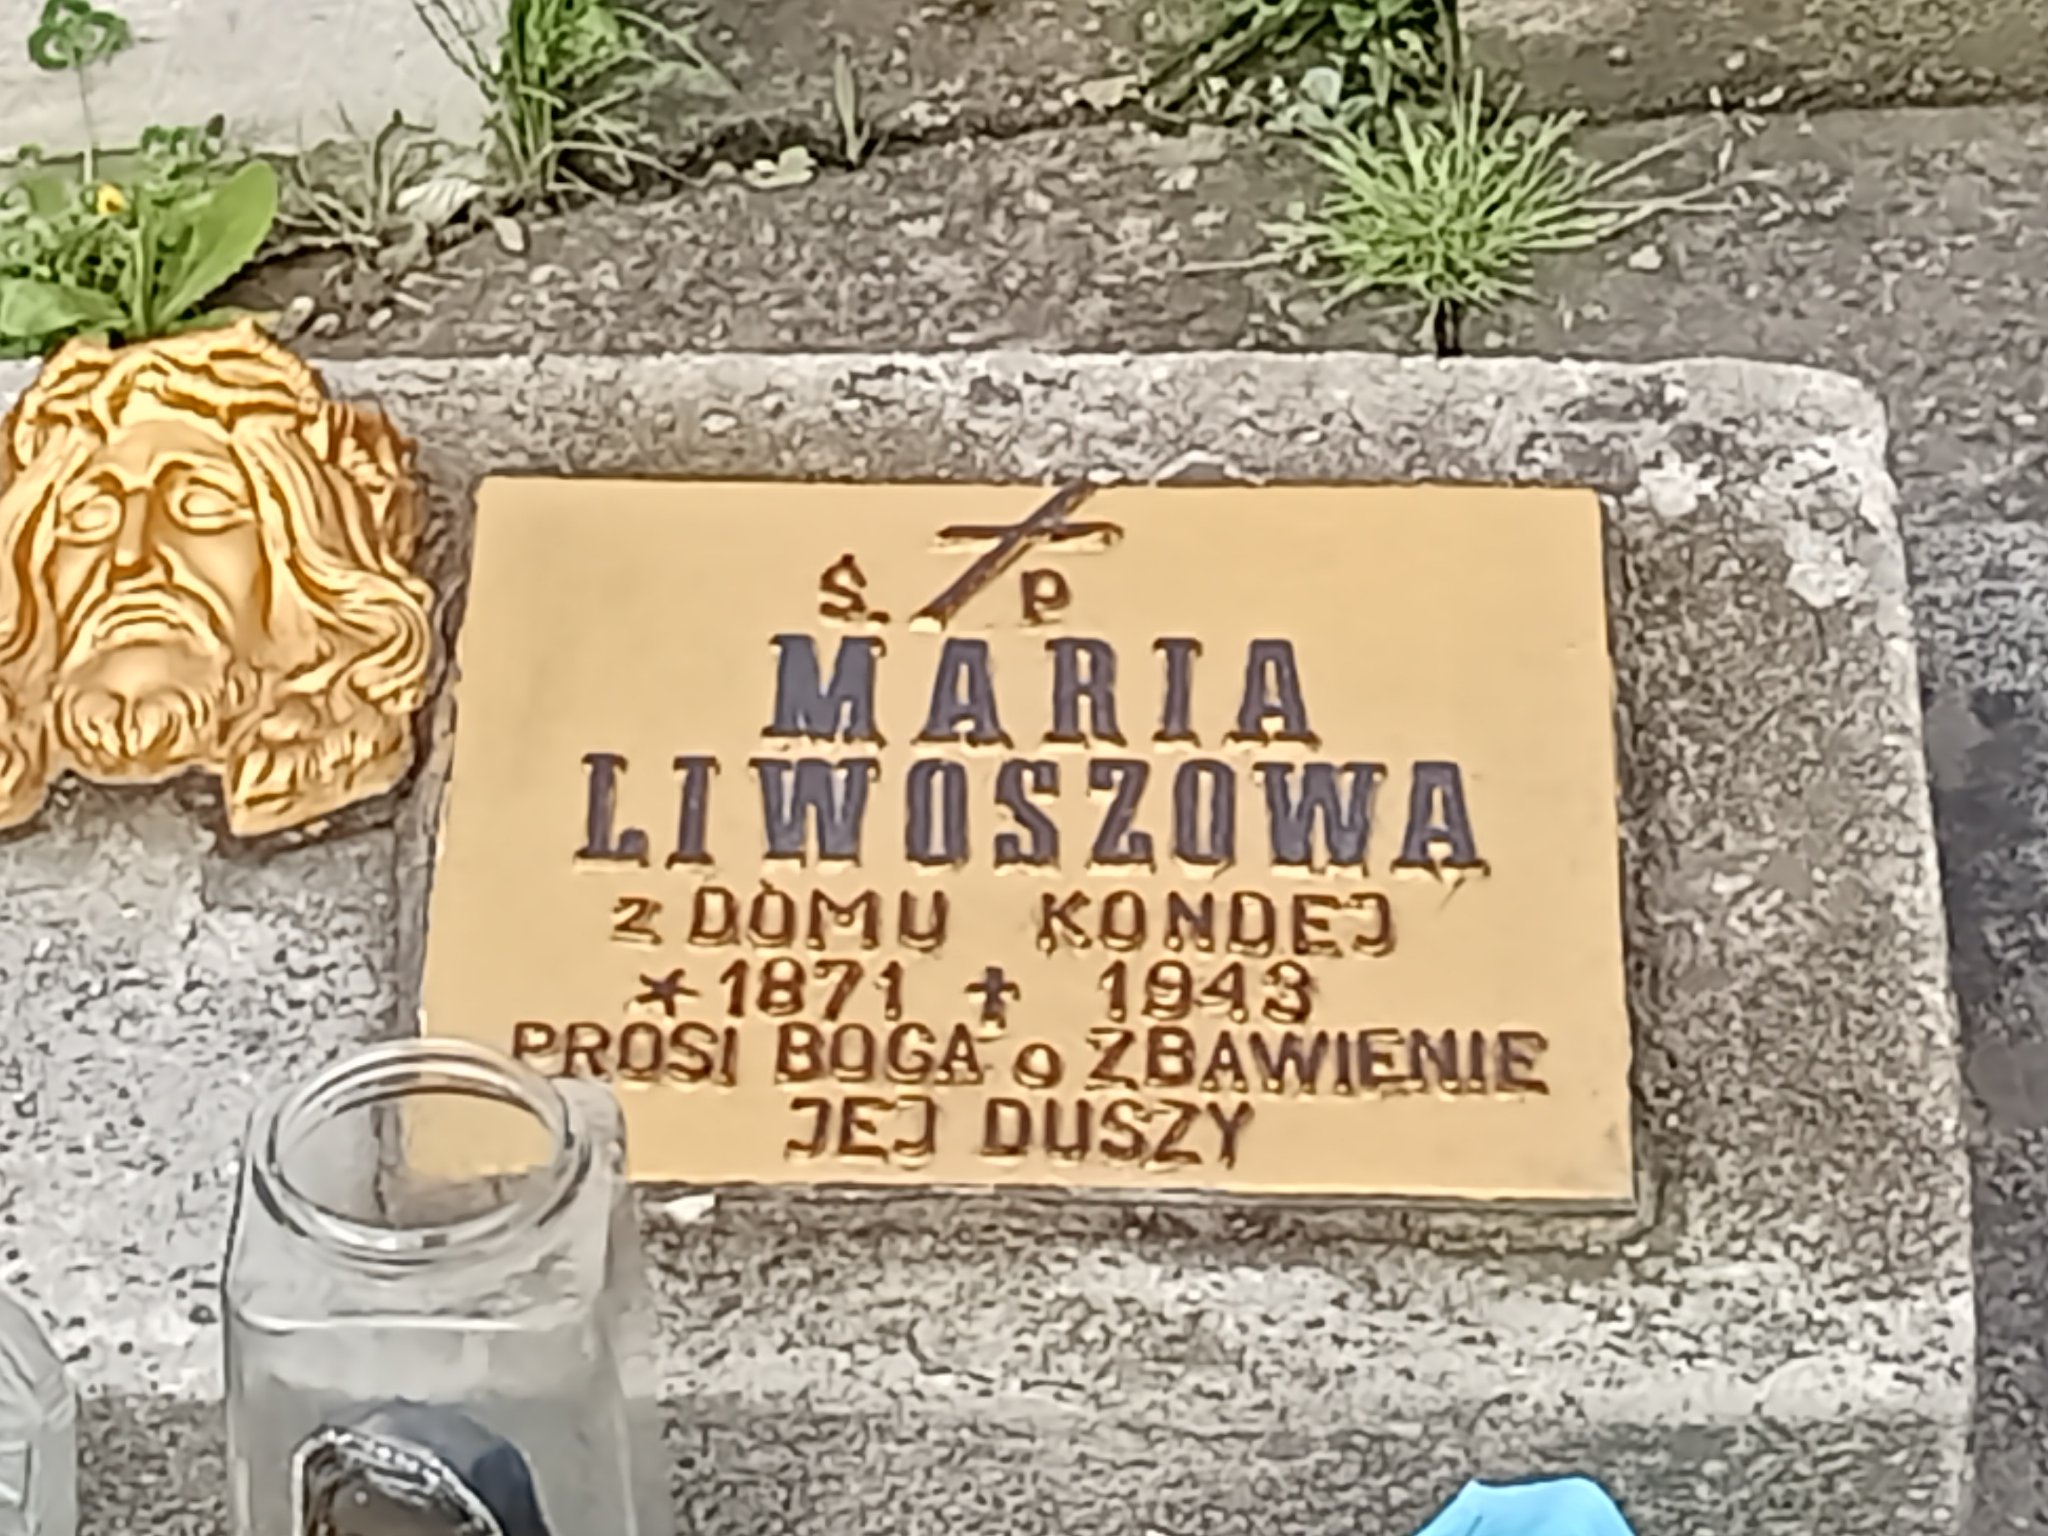 Ś. P
MARIA
LIWOSZOWA
z DOMU KONDEJ
* 1871 ✝ 1943
PROSI BOGA o ZBAWIENIE
JEJ DUSZY